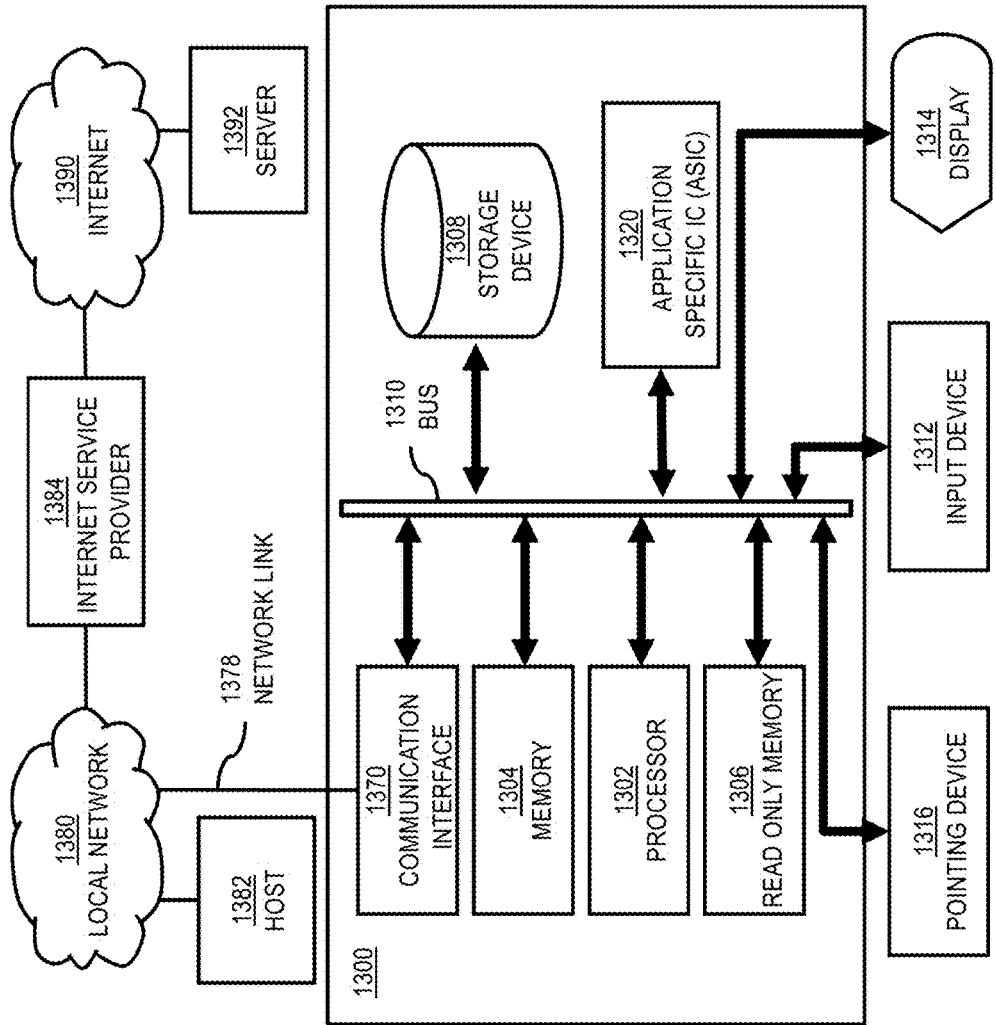 1390
INTERNET
1392
SERVER
1384
INTERNET SERVICE
PROVIDER
1380
LOCAL NETWORK
1382
HOST
1378
NETWORK LINK
1300
1370
COMMUNICATION
INTERFACE
1304
MEMORY
1302
PROCESSOR
1306
READ ONLY MEMORY
1310
BUS
1308
STORAGE
DEVICE
1320
APPLICATION
SPECIFIC IC (ASIC)
1316
POINTING DEVICE
1312
INPUT DEVICE
1314
DISPLAY